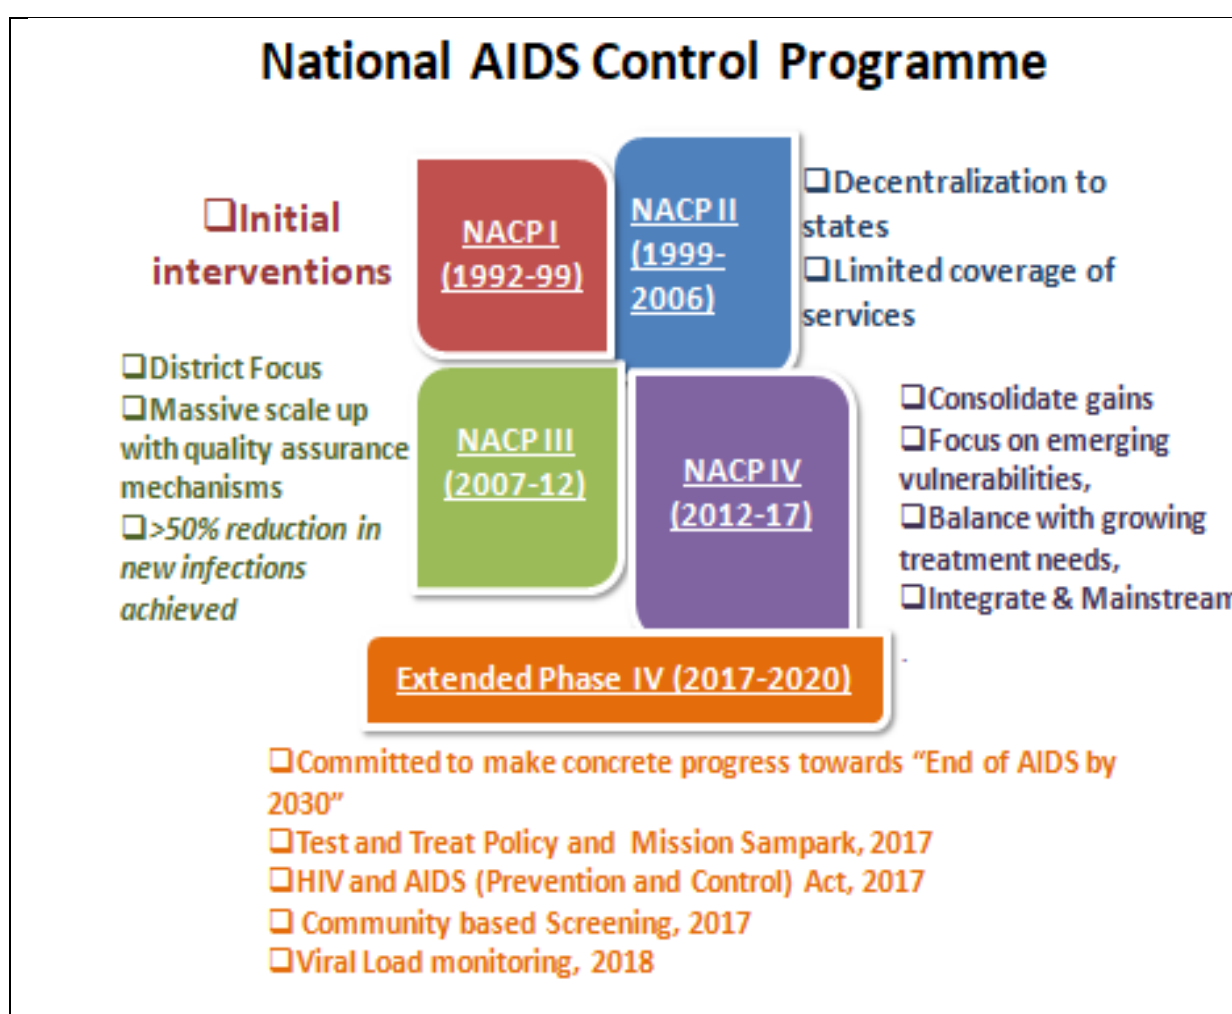 National AIDS Control Programme
❑Initial
interventions
NACP I
(1992-99)
NACP II
(1999-
2006)
❑Decentralization to
states
❑Limited coverage of
services
❑District Focus
❑Massive scale up
with quality assurance
mechanisms
❑>50% reduction in
new infections
achieved
NACP III
(2007-12)
NACP IV
(2012-17)
❑Consolidate gains
❑Focus on emerging
vulnerabilities,
❑Balance with growing
treatment needs,
❑Integrate & Mainstream
Extended Phase IV (2017-2020)
❑Committed to make concrete progress towards “End of AIDS by
2030”
❑Test and Treat Policy and Mission Sampark, 2017
❑HIV and AIDS (Prevention and Control) Act, 2017
❑ Community based Screening, 2017
❑Viral Load monitoring, 2018